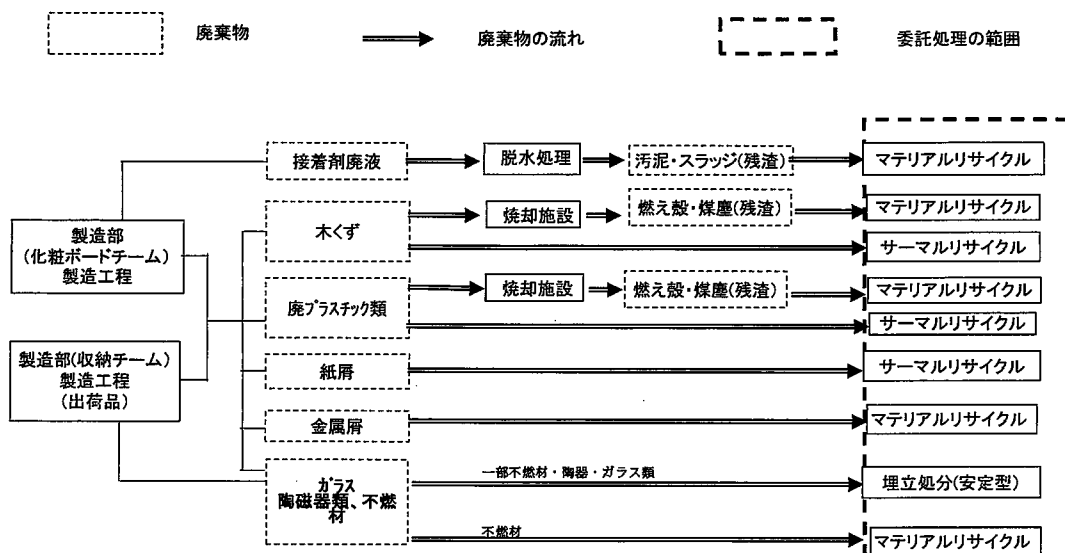 廃棄物
廃棄物の流れ
委託処理の範囲
接着剤廃液
脱水処理
汚泥・スラッジ(残渣)
マテリアルリサイクル
製造部
(化粧ボードチーム)
製造工程
木くず
焼却施設
燃え殻・煤塵(残渣)
マテリアルリサイクル
サーマルリサイクル
廃プラスチック類
焼却施設
燃え殻・煤塵(残渣)
マテリアルリサイクル
サーマルリサイクル
製造部(収納チーム)
製造工程
(出荷品)
紙屑
サーマルリサイクル
金属屑
マテリアルリサイクル
ガラス
陶磁器類、不燃
材
一部不燃材・陶器・ガラス類
埋立処分(安定型)
不燃材
マテリアルリサイクル